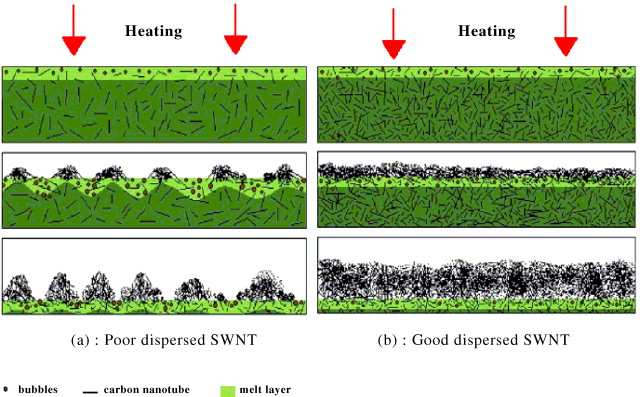 Heating
Heating
(a) : Poor dispersed SWNT
(b) : Good dispersed SWNT
bubbles
carbon nanotube
melt layer